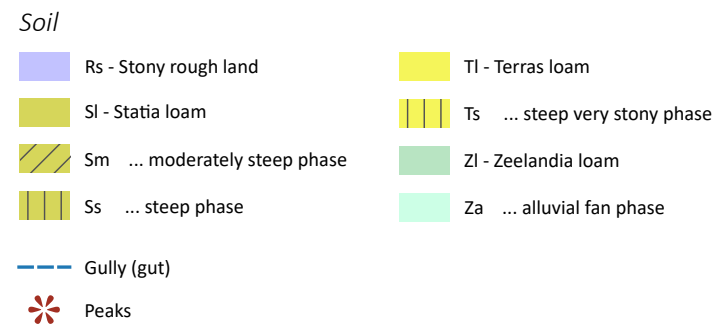 Soil
Rs - Stony rough land
Sl - Statia loam
Sm ... moderately steep phase
Ss ... steep phase
Tl - Terras loam
Ts ... steep very stony phase
Zl - Zeelandia loam
Za ... alluvial fan phase
Gully (gut)
Peaks